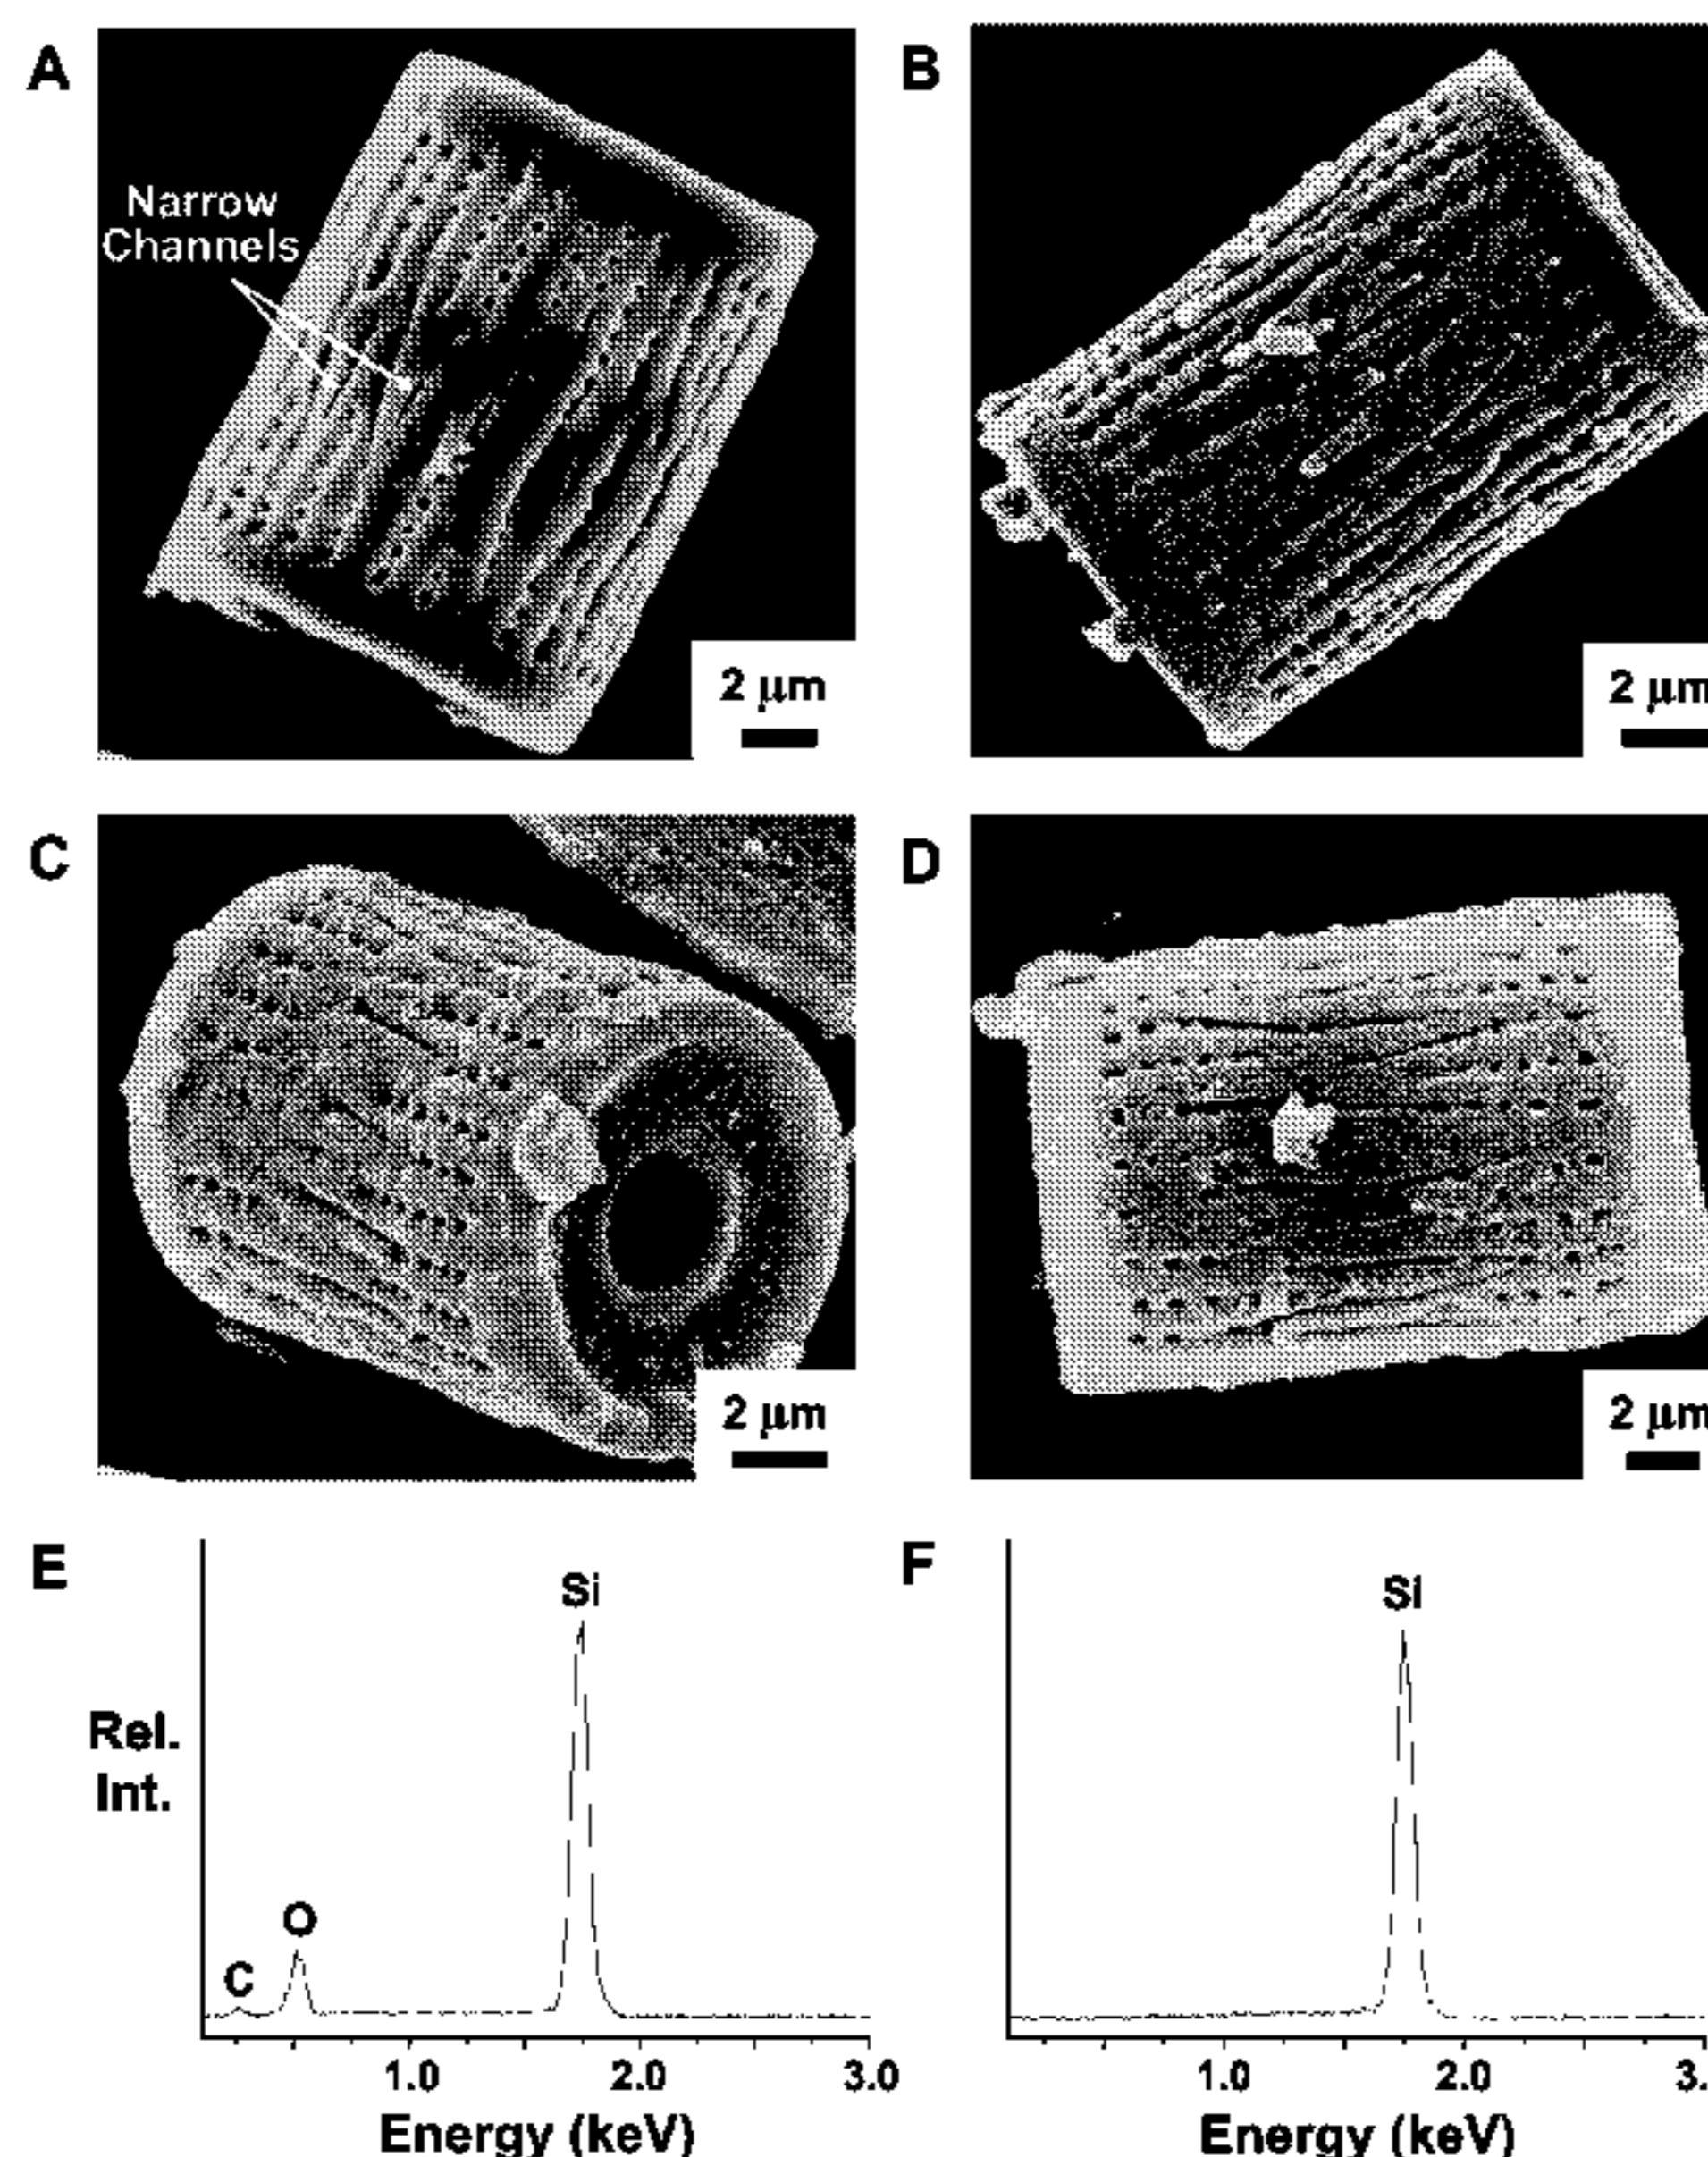 A
B
Narrow
Channels
2 μm
2 μm
C
D
2 μm
2 μm
E
F
Si
Si
Rel.
Int.
O
C
1.0 2.0 3.0
1.0 2.0 3.
Energy (keV)
Energy (keV)